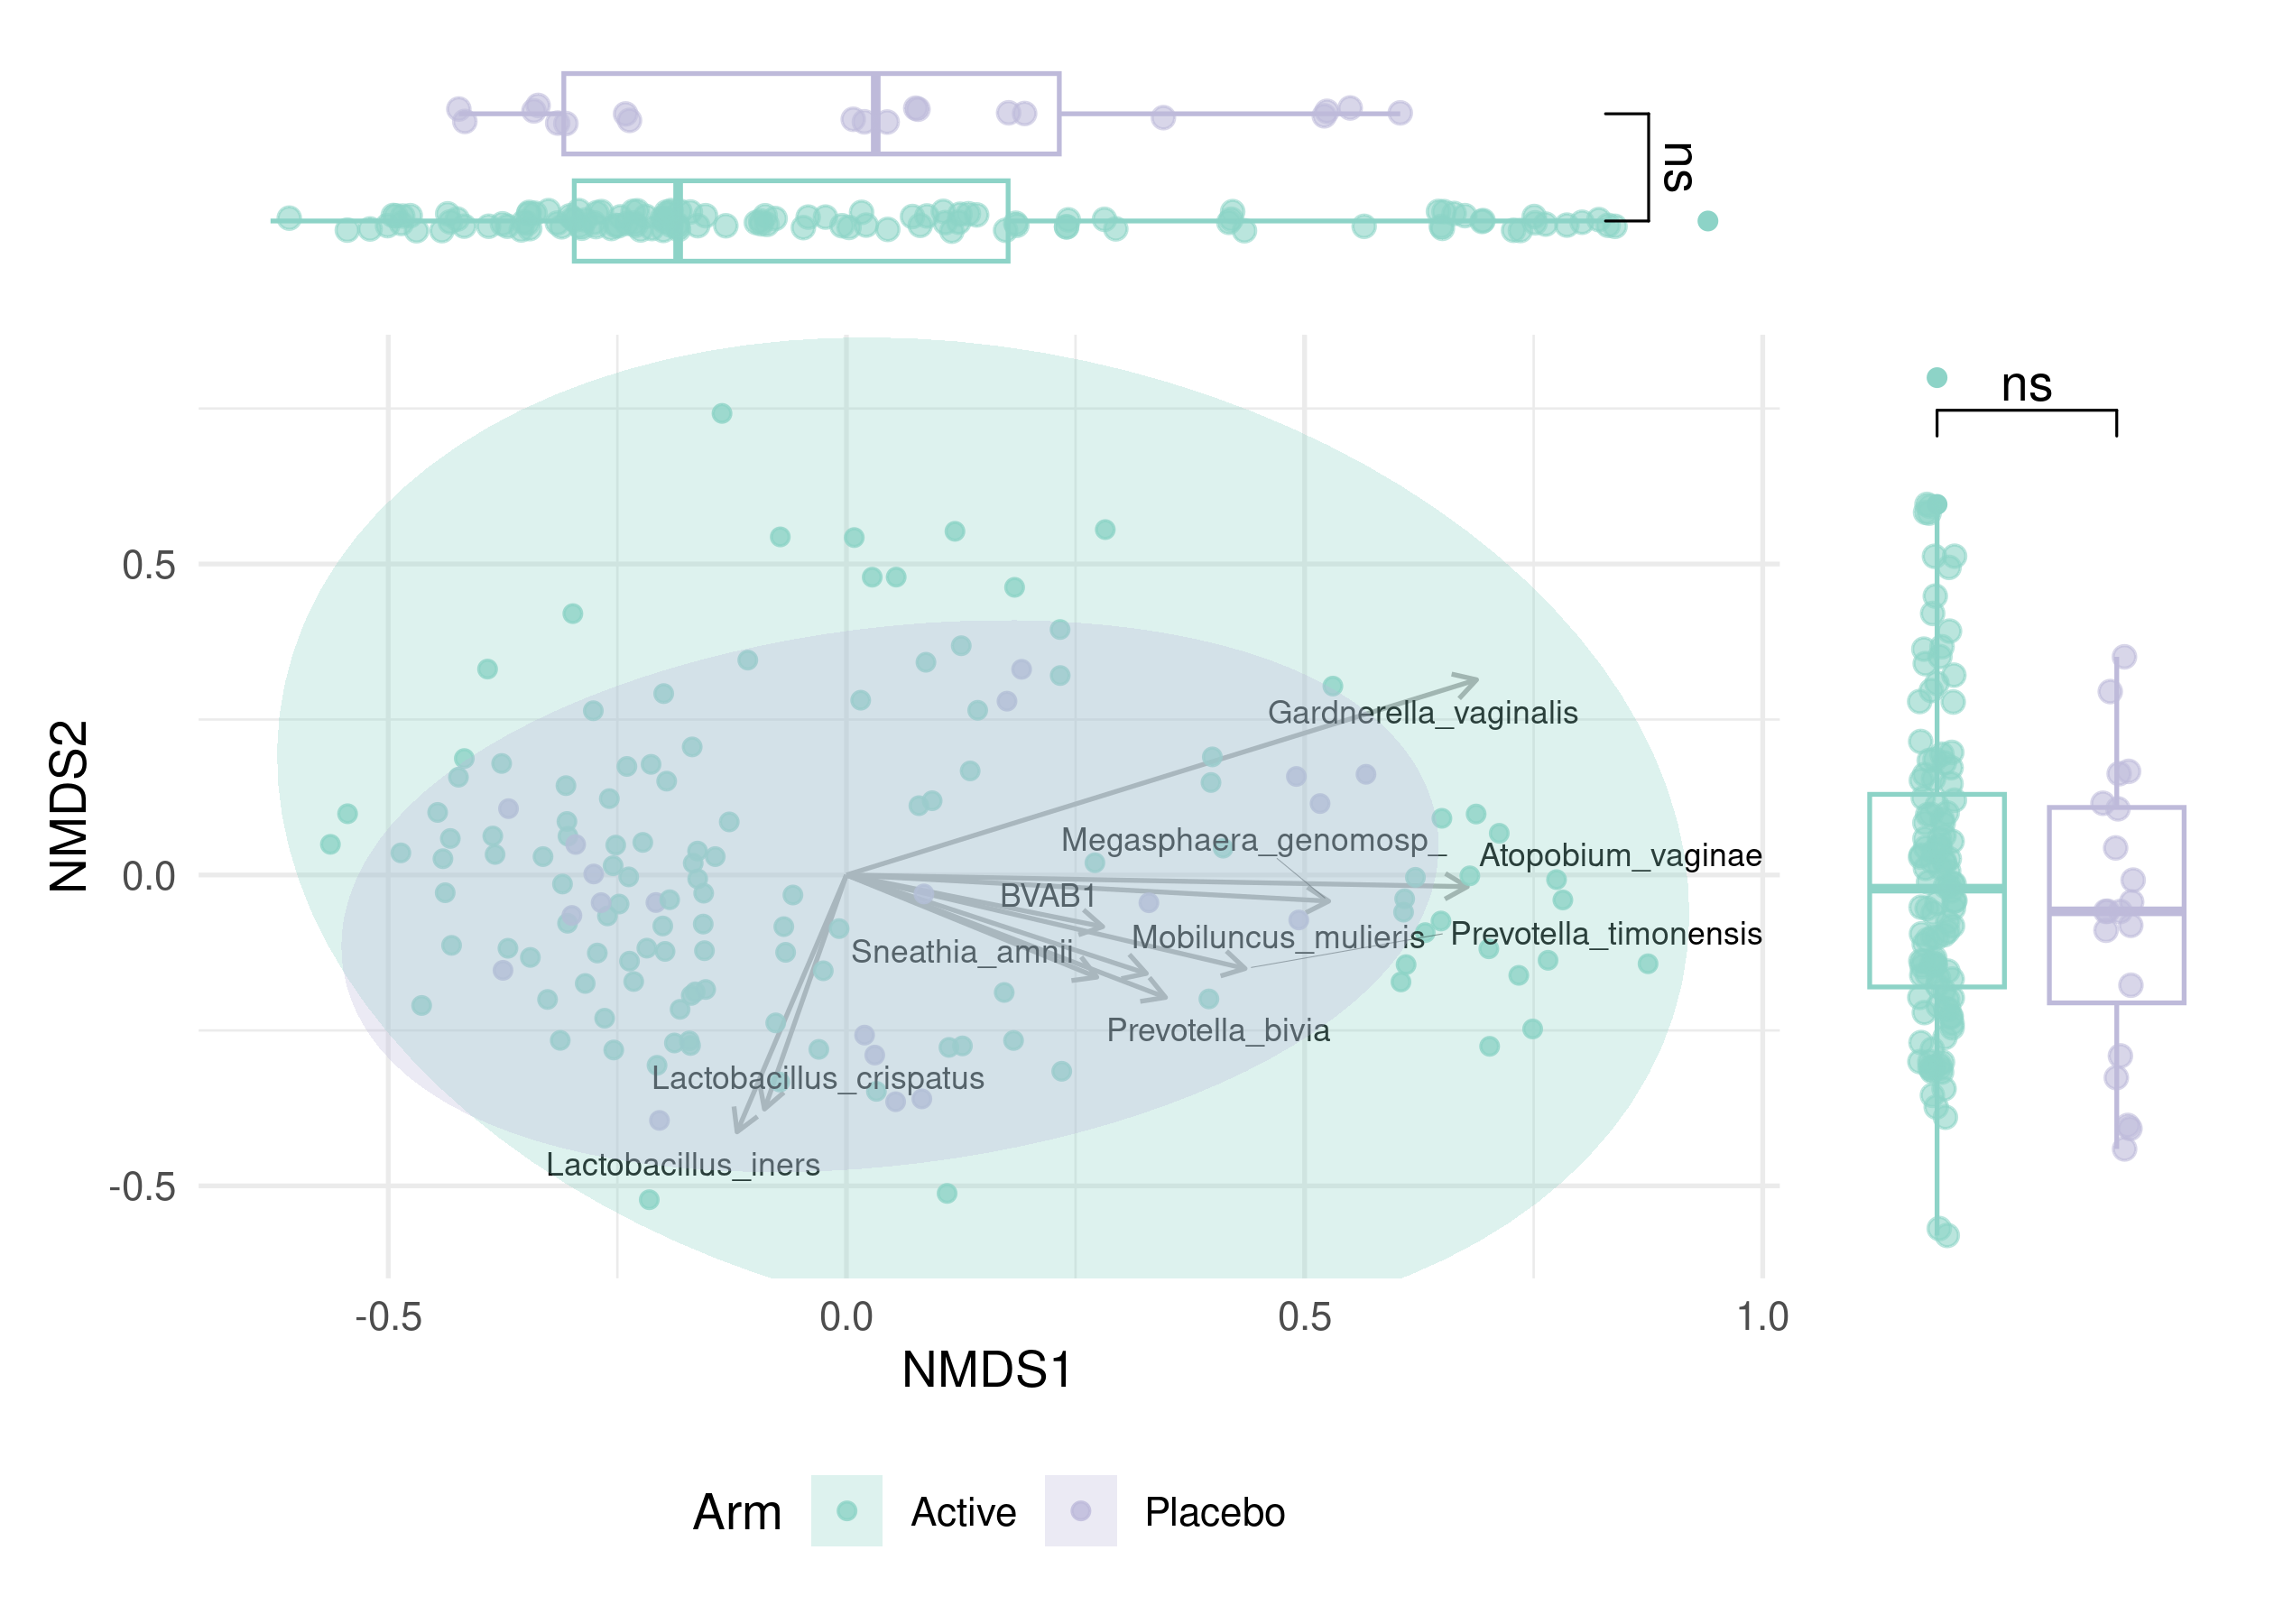 ns
ns
NMDS2
0.5
0.0
-0.5
Gardnerella_vaginalis
Megasphaera_genomosp_
Atopobium_vaginae
BVAB1
Mobiluncus_mulieris
Prevotella_timonensis
Sneathia_amnii
Prevotella_bivia
Lactobacillus_crispatus
Lactobacillus_iners
-0.5
0.0
0.5
1.0
NMDS1
Arm
Active
Placebo